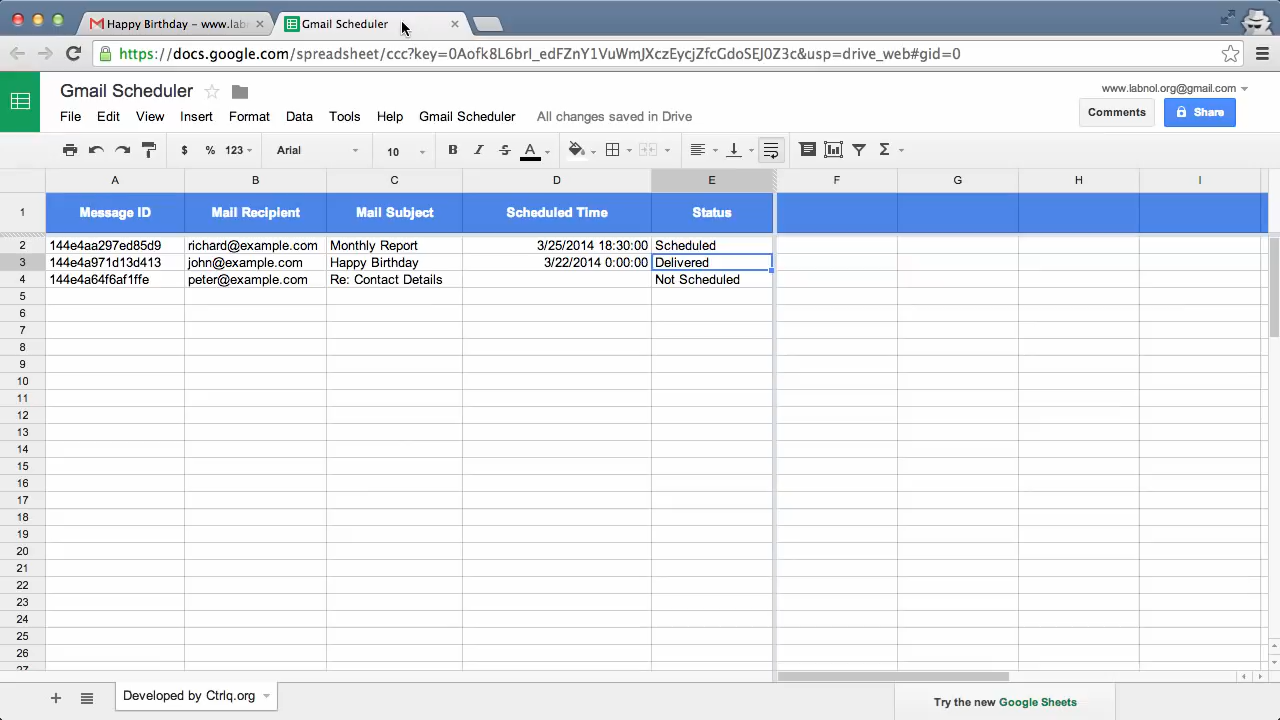 Happy Birthday – www.labn
Gmail Scheduler
https://docs.google.com/spreadsheet/ccc?key=0Aofk8L6brl_edFZnY1VuWmJXczEycjZfcGdoSEJ0Z3c&usp=drive_web#gid=0
Gmail Scheduler
www.labnol.org@gmail.com
File Edit View Insert Format Data Tools Help Gmail Scheduler All changes saved in Drive
Comments
Share
$ % 123 Arial 10 B I S A Σ
A B C D E F G H I
1 Message ID Mail Recipient Mail Subject Scheduled Time Status
2 144e4aa297ed85d9 richard@example.com Monthly Report 3/25/2014 18:30:00 Scheduled
3 144e4a971d13d413 john@example.com Happy Birthday 3/22/2014 0:00:00 Delivered
4 144e4a64f6af1ffe peter@example.com Re: Contact Details Not Scheduled
5
6
7
8
9
10
11
12
13
14
15
16
17
18
19
20
21
22
23
24
25
26
27
+ Developed by Ctrlq.org
Try the new Google Sheets